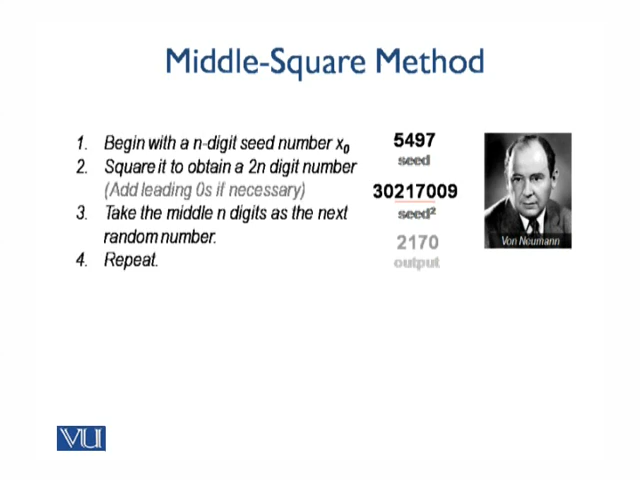 Middle-Square Method
1. Begin with a n-digit seed number x0
2. Square it to obtain a 2n digit number
(Add leading 0s if necessary)
3. Take the middle n digits as the next
random number.
4. Repeat.
5497
seed
30217009
seed²
2170
output
Von Neumann
VU